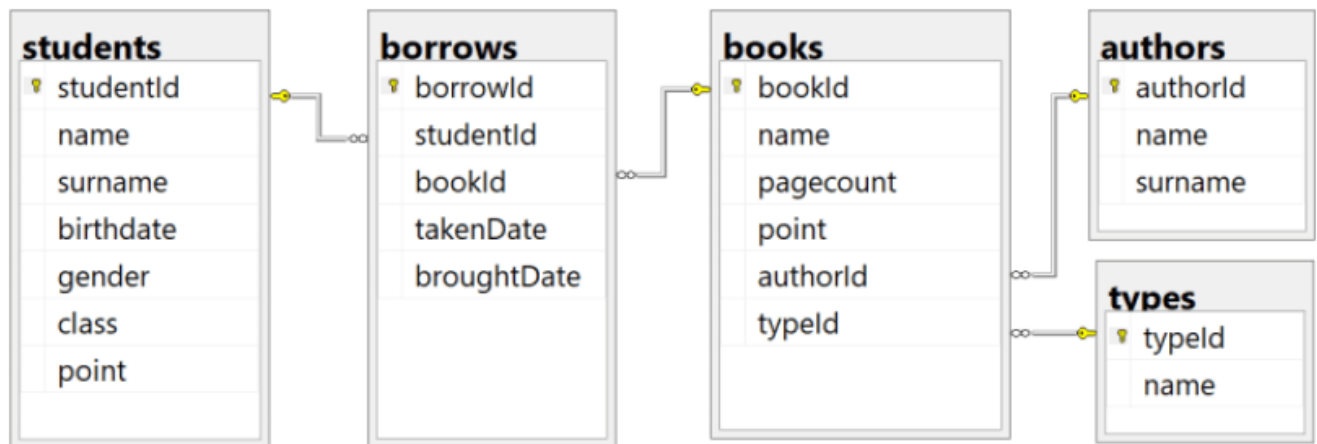 students
studentId
name
surname
birthdate
gender
class
point
borrows
borrowId
studentId
bookId
takenDate
broughtDate
books
bookId
name
pagecount
point
authorId
typeId
authors
authorId
name
surname
types
typeId
name